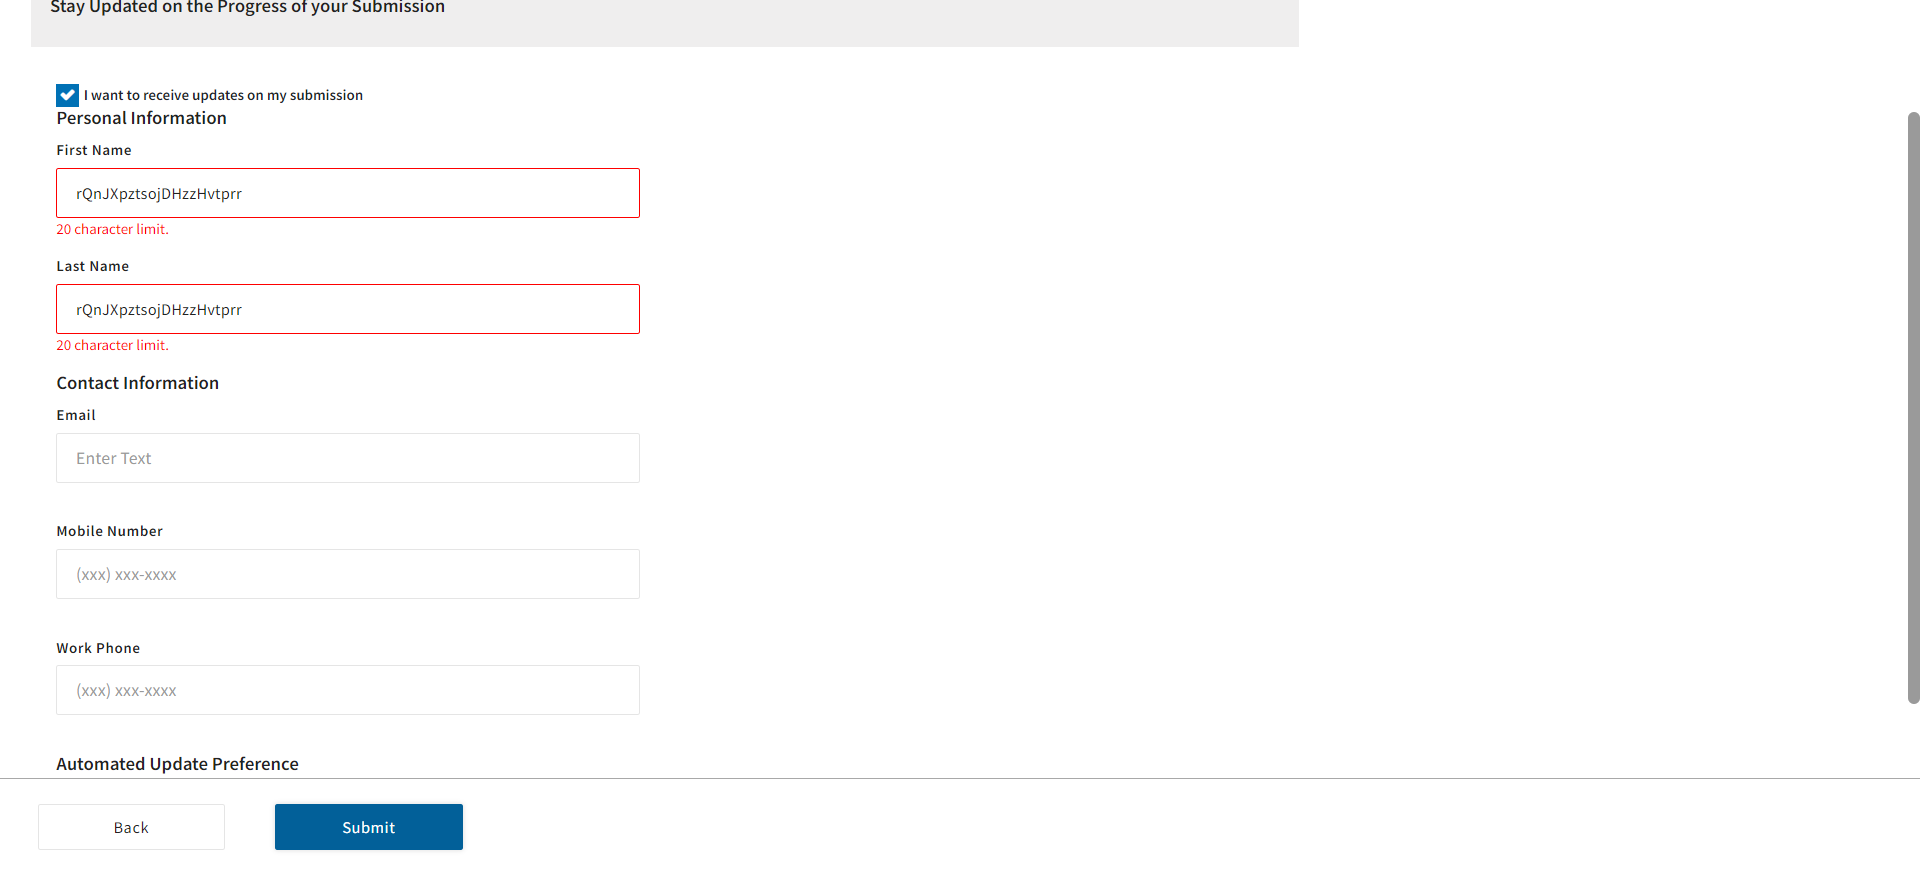 Stay Updated on the Progress of your Submission
I want to receive updates on my submission
Personal Information
First Name
rQnJXpztsojDHzzHvtprr
20 character limit.
Last Name
rQnJXpztsojDHzzHvtprr
20 character limit.
Contact Information
Email
Enter Text
Mobile Number
(xxx) xxx-xxxx
Work Phone
(xxx) xxx-xxxx
Automated Update Preference
Back
Submit